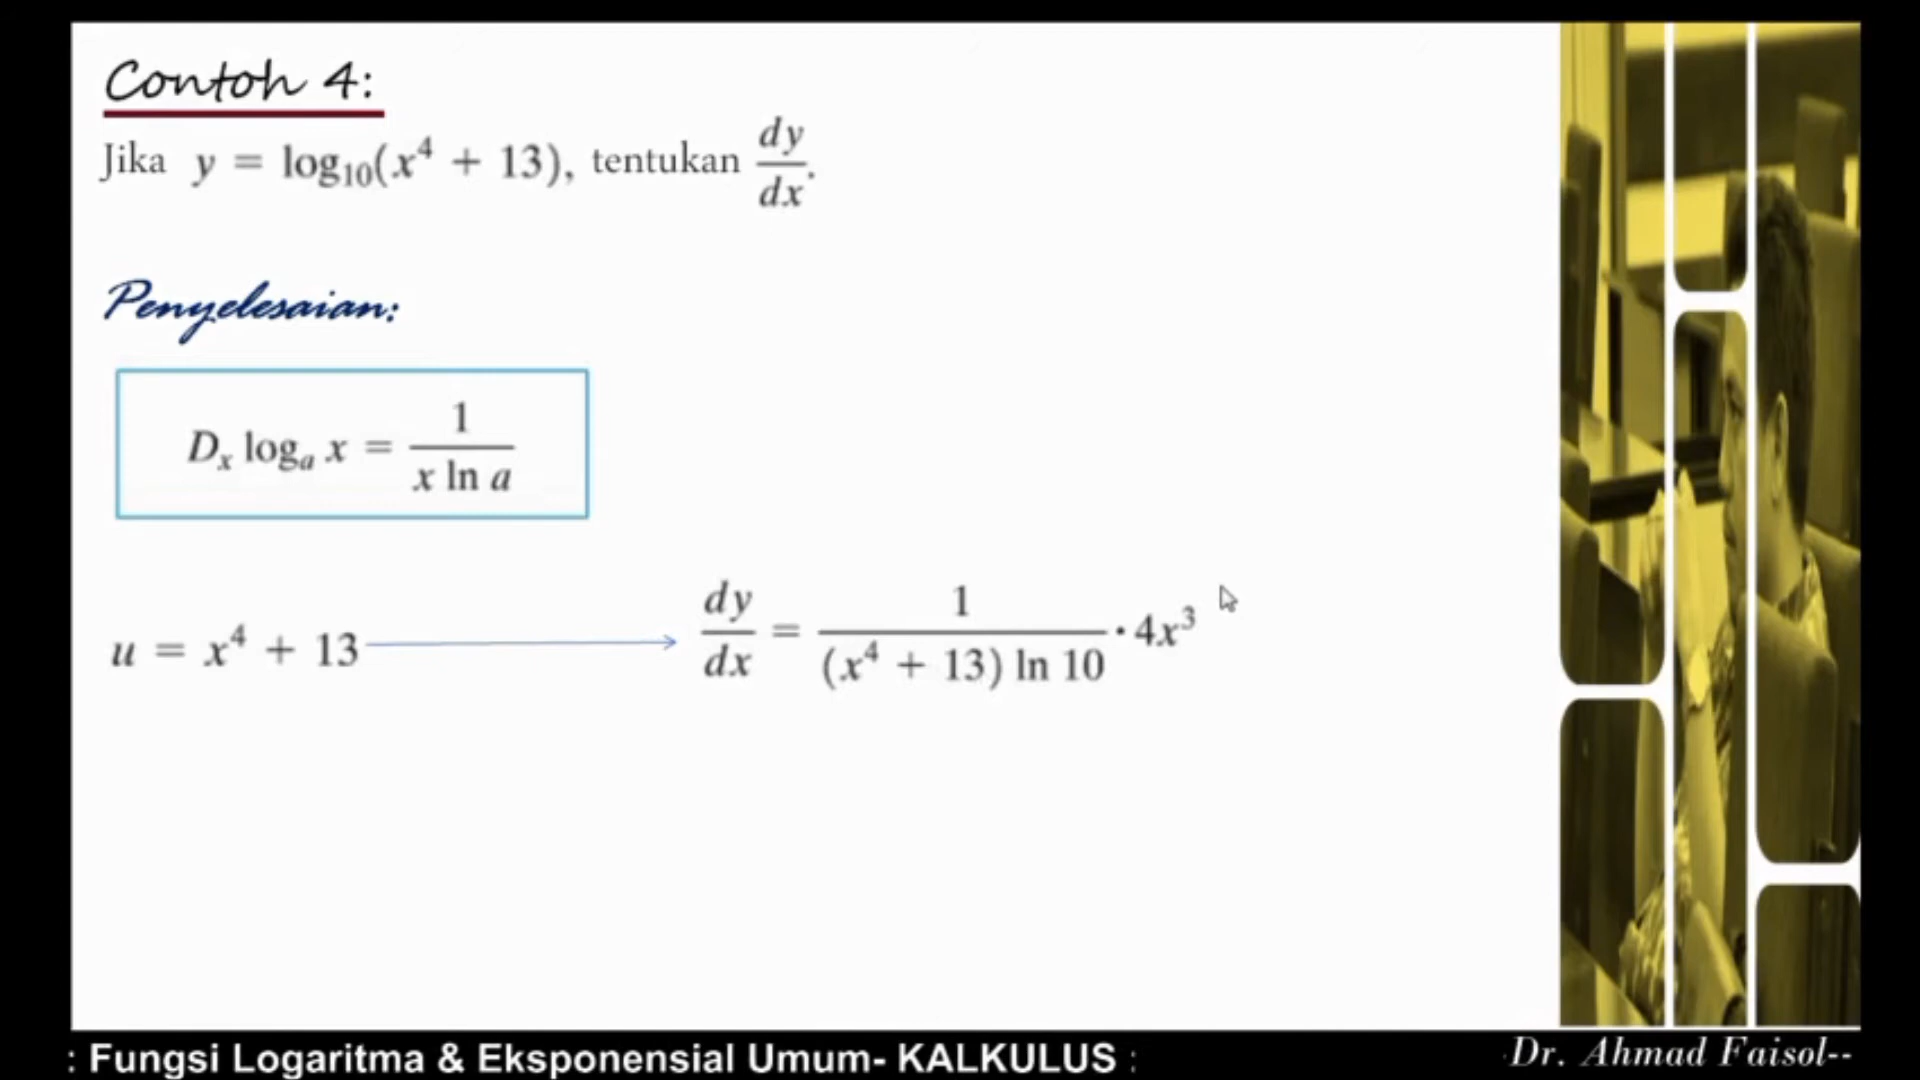 Contoh 4:
Jika y = log₁₀(x⁴ + 13), tentukan dy/dx.
Penyelesaian:
Dₓ logₐ x = 1/(x ln a)
u = x⁴ + 13 → dy/dx = 1/((x⁴ + 13) ln 10) · 4x³
: Fungsi Logaritma & Eksponensial Umum- KALKULUS :
Dr. Ahmad Faisol--